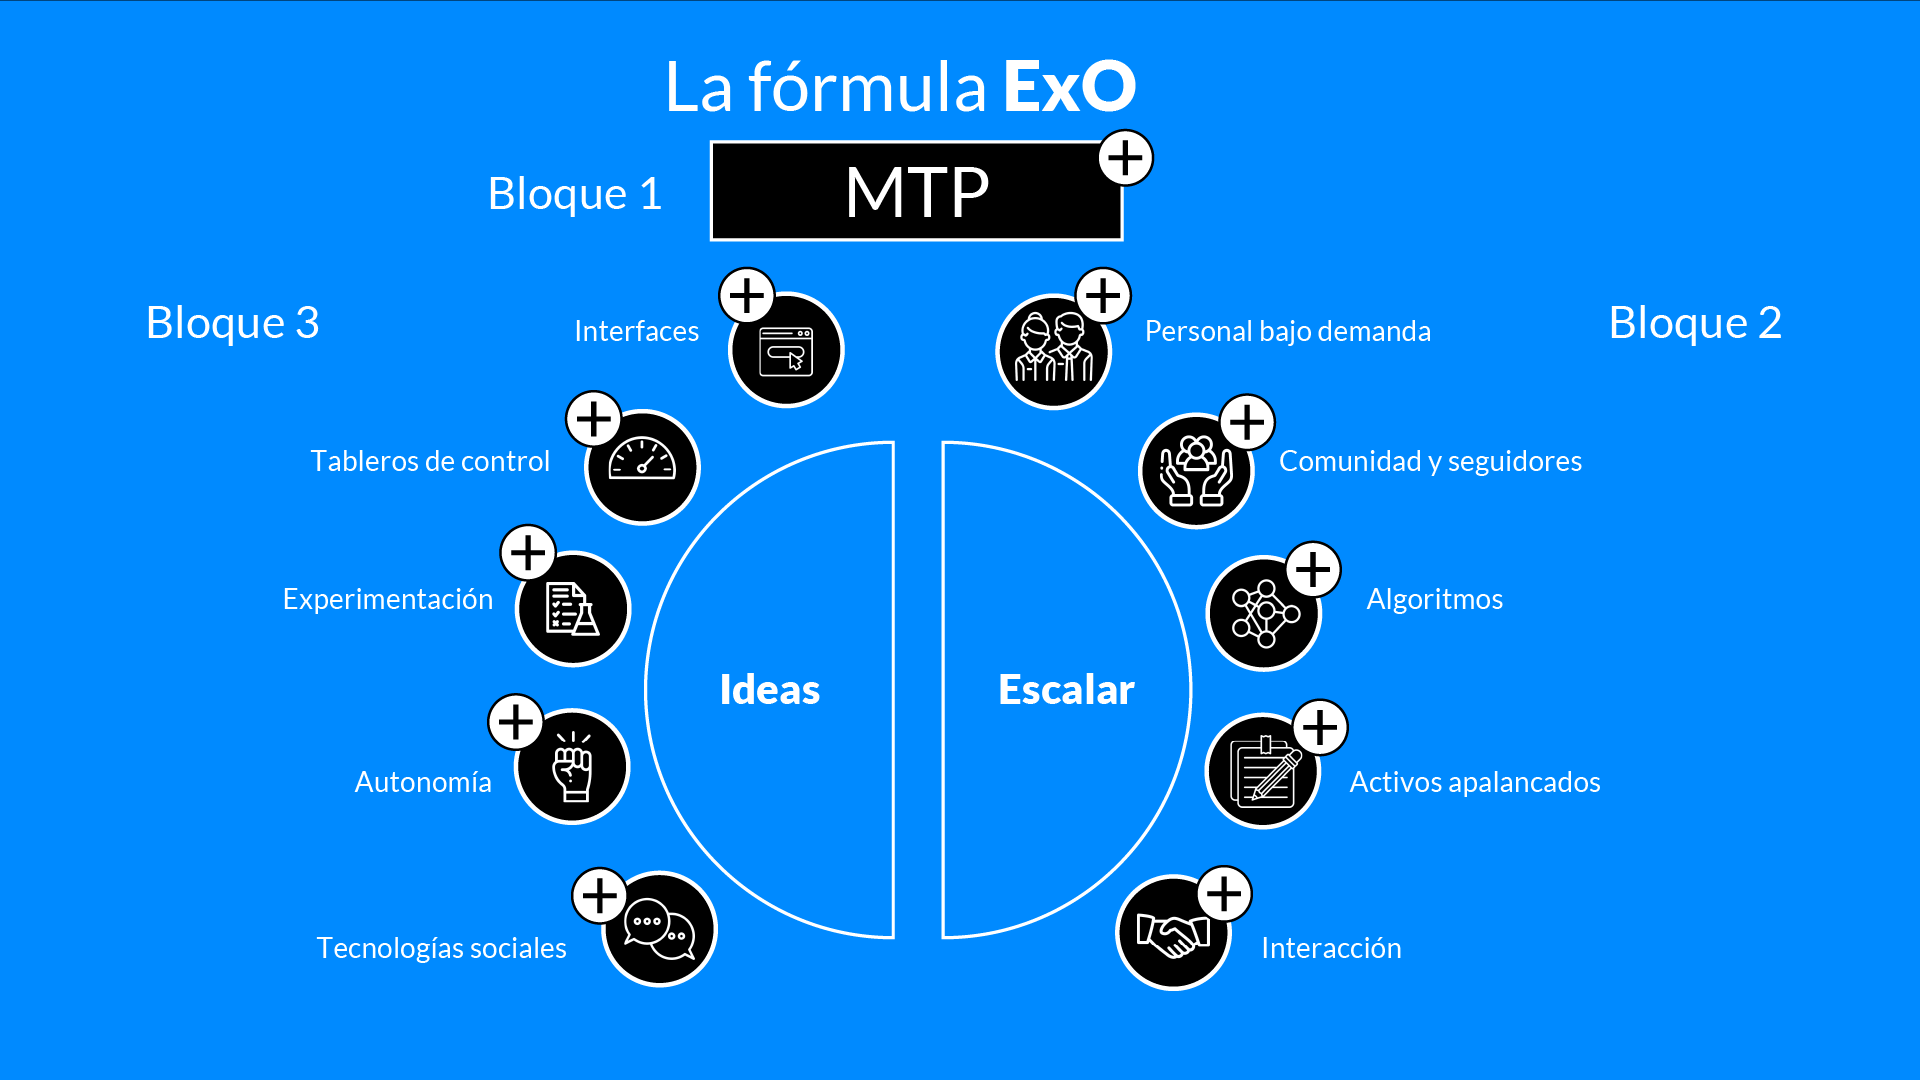 La fórmula ExO
Bloque 1
MTP
Bloque 3
Bloque 2
Interfaces
Personal bajo demanda
Tableros de control
Comunidad y seguidores
Experimentación
Algoritmos
Ideas
Escalar
Autonomía
Activos apalancados
Tecnologías sociales
Interacción